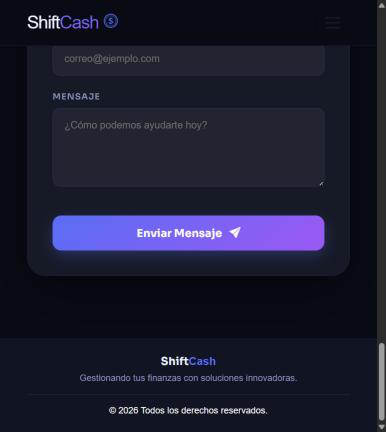 ShiftCash $
correo@ejemplo.com
MENSAJE
¿Cómo podemos ayudarte hoy?
Enviar Mensaje
ShiftCash
Gestionando tus finanzas con soluciones innovadoras.
© 2026 Todos los derechos reservados.